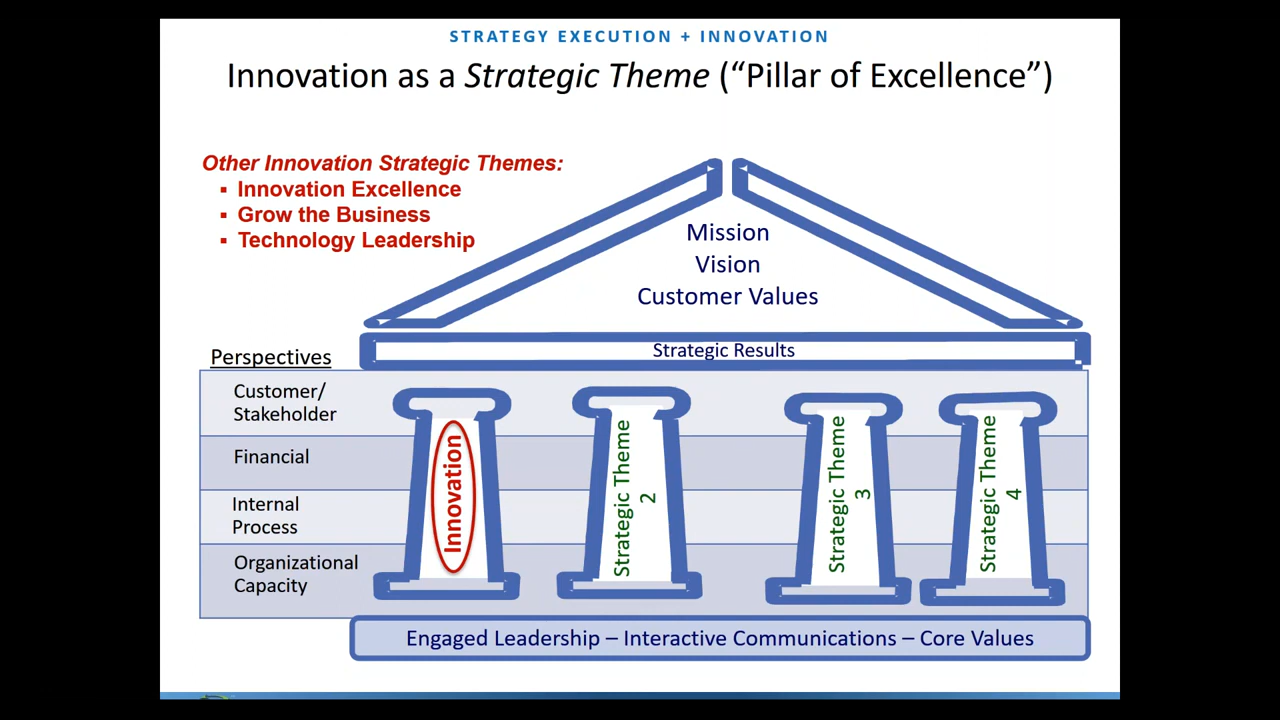 STRATEGY EXECUTION + INNOVATION
Innovation as a Strategic Theme (“Pillar of Excellence”)
Other Innovation Strategic Themes:
▪ Innovation Excellence
▪ Grow the Business
▪ Technology Leadership
Mission
Vision
Customer Values
Strategic Results
Perspectives
Customer/
Stakeholder
Financial
Internal
Process
Organizational
Capacity
Innovation
Strategic Theme
2
Strategic Theme
3
Strategic Theme
4
Engaged Leadership – Interactive Communications – Core Values